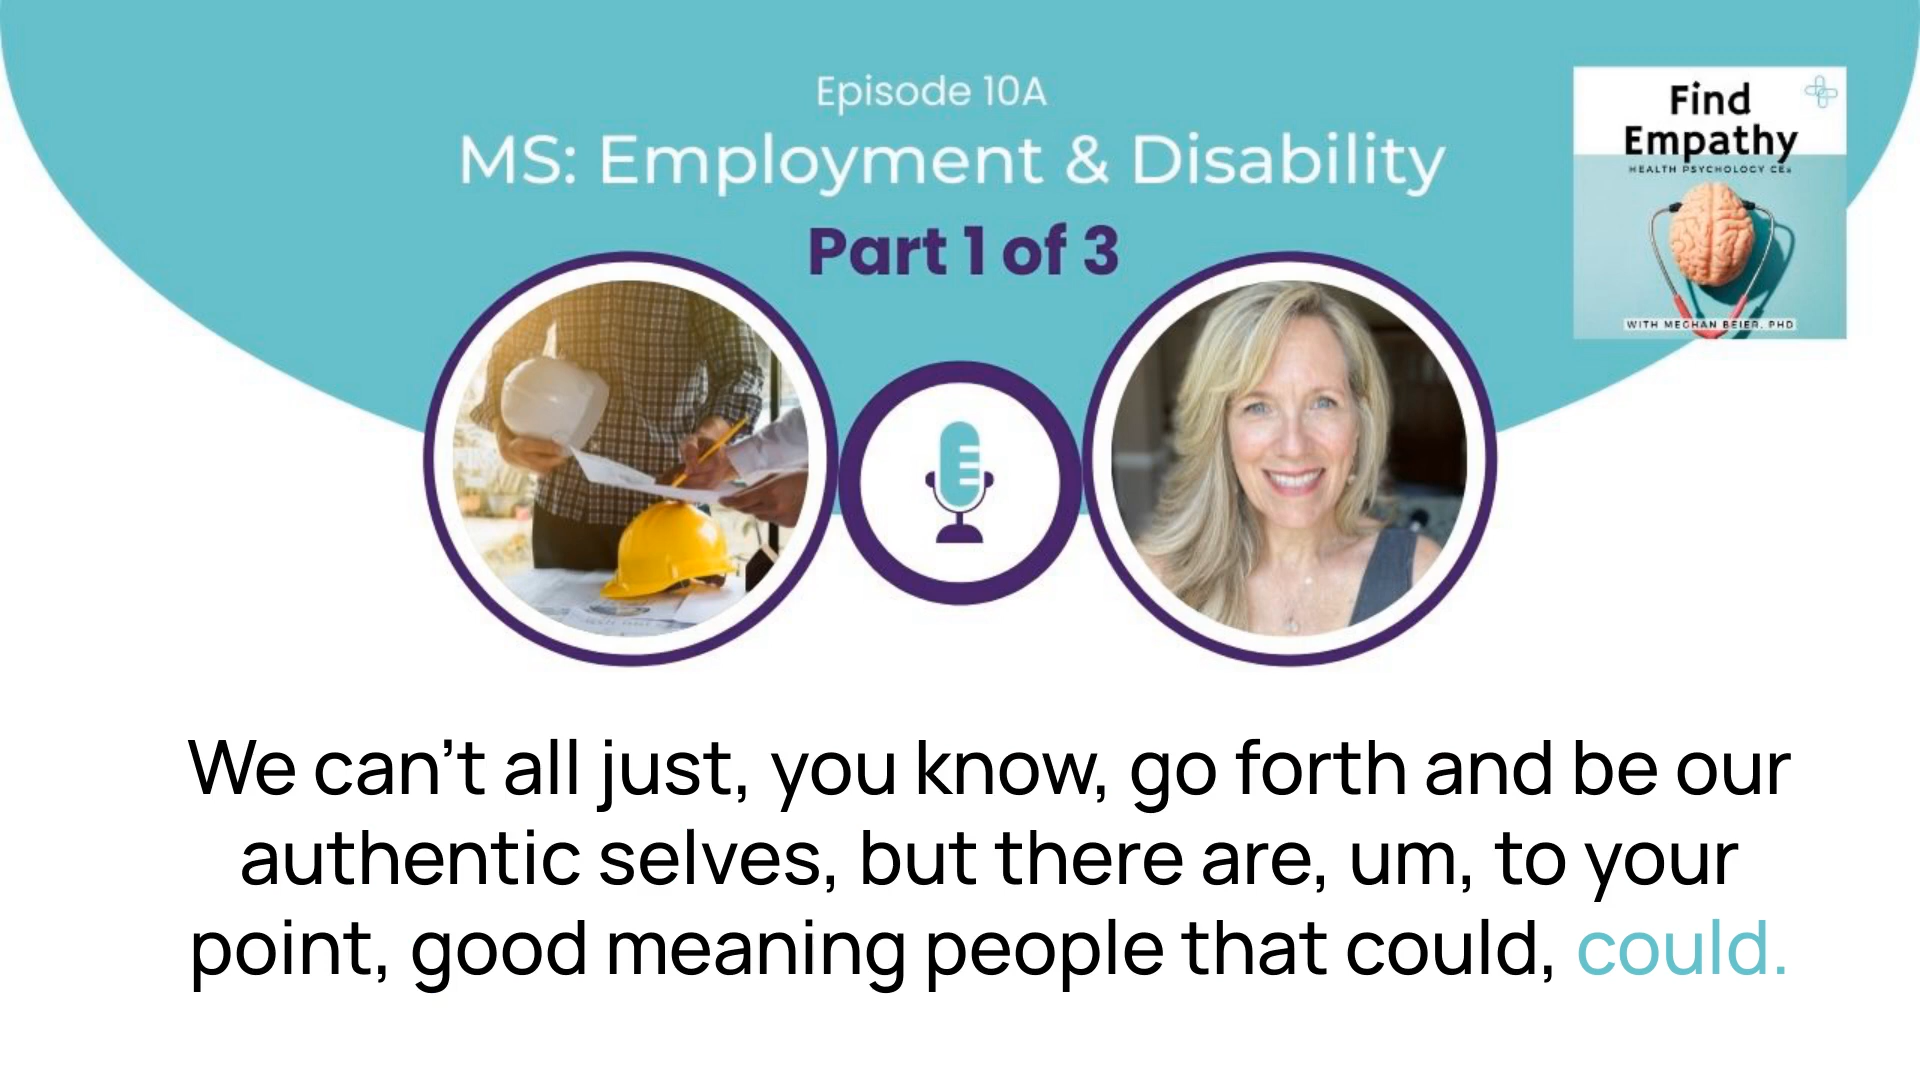 Episode 10A
MS: Employment & Disability
Part 1 of 3
Find
Empathy
HEALTH PSYCHOLOGY CEs
WITH MEGHAN BEIER, PHD
We can't all just, you know, go forth and be our
authentic selves, but there are, um, to your
point, good meaning people that could, could.